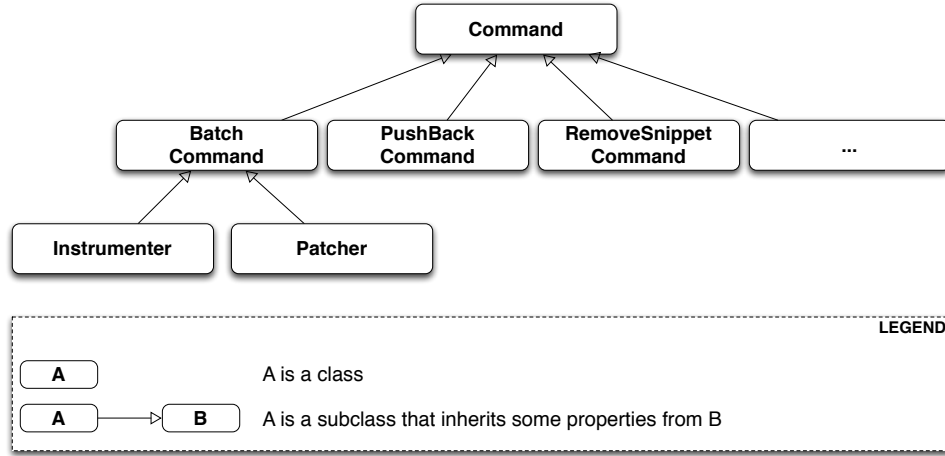 Command
Batch
Command
PushBack
Command
RemoveSnippet
Command
...
Instrumenter
Patcher
LEGEND
A
A is a class
A
B
A is a subclass that inherits some properties from B